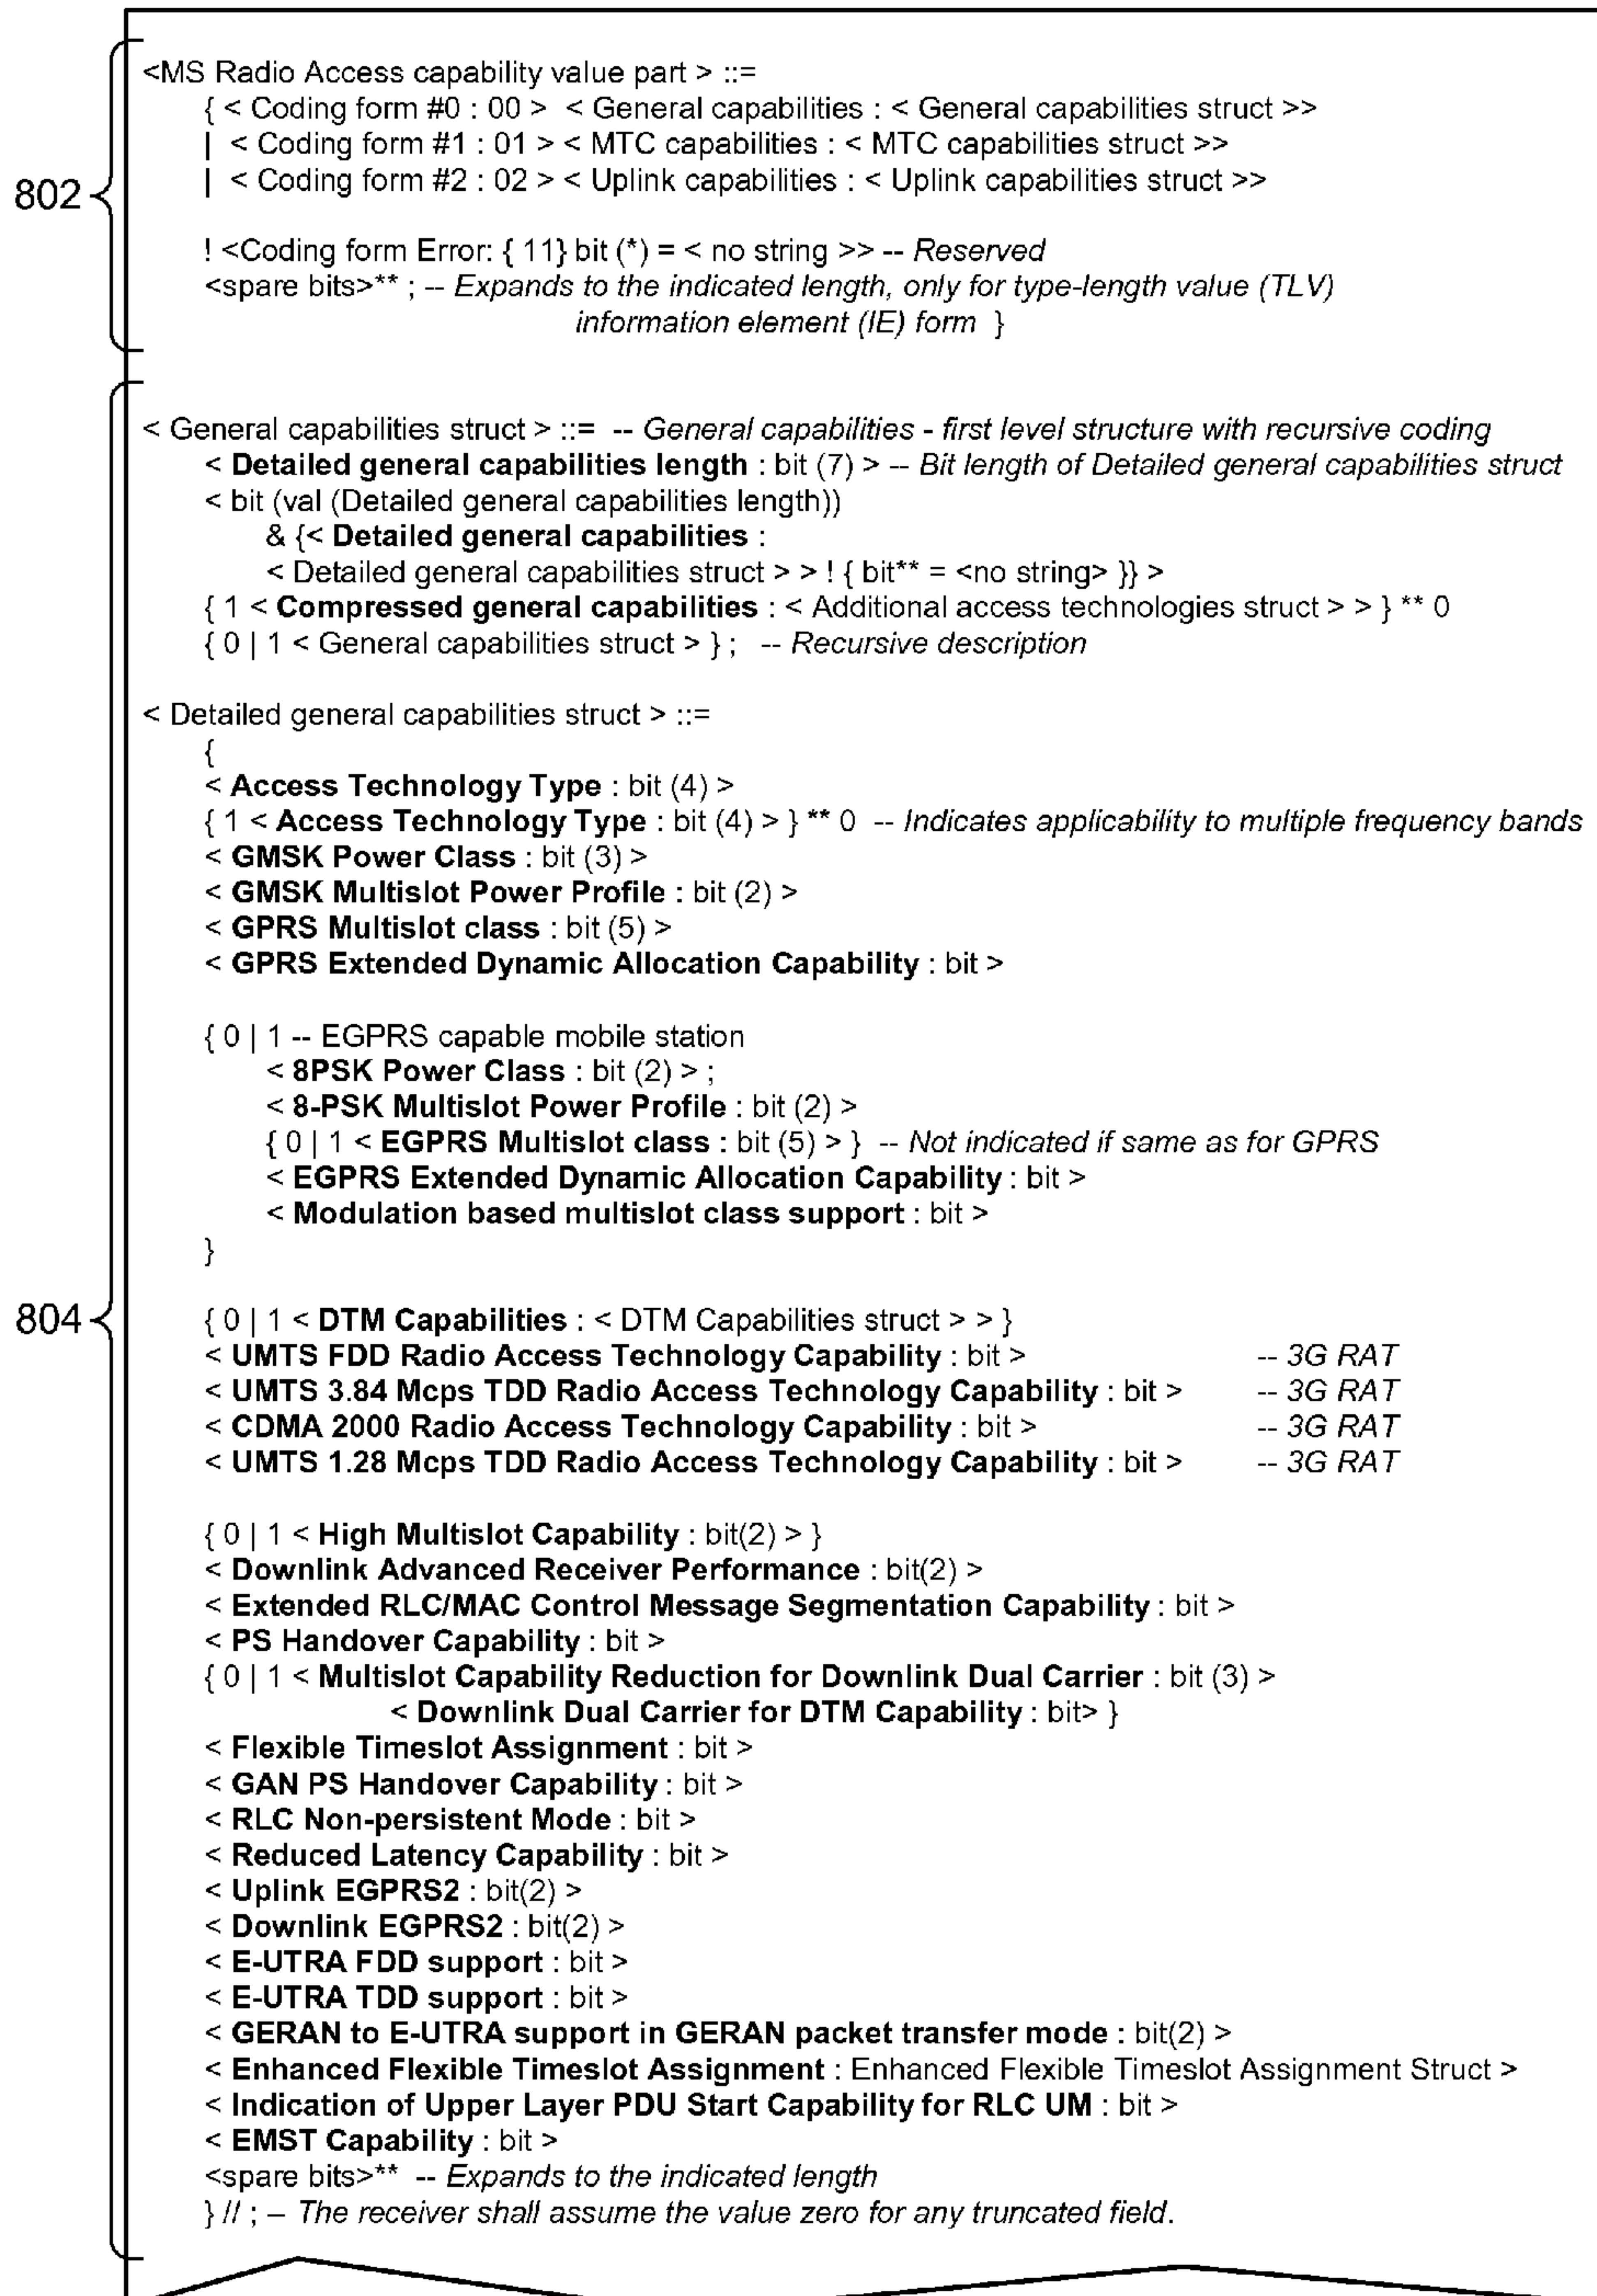 <MS Radio Access capability value part > ::=
{ < Coding form #0 : 00 > < General capabilities : < General capabilities struct >>
| < Coding form #1 : 01 > < MTC capabilities : < MTC capabilities struct >>
| < Coding form #2 : 02 > < Uplink capabilities : < Uplink capabilities struct >>
802
! <Coding form Error: { 11} bit (*) = < no string >> -- Reserved
<spare bits>** ; -- Expands to the indicated length, only for type-length value (TLV)
information element (IE) form }
< General capabilities struct > ::= -- General capabilities - first level structure with recursive coding
< Detailed general capabilities length : bit (7) > -- Bit length of Detailed general capabilities struct
< bit (val (Detailed general capabilities length))
& {< Detailed general capabilities :
< Detailed general capabilities struct > > ! { bit** = <no string> }} >
{ 1 < Compressed general capabilities : < Additional access technologies struct > > } ** 0
{ 0 | 1 < General capabilities struct > } ; -- Recursive description
< Detailed general capabilities struct > ::=
{
< Access Technology Type : bit (4) >
{ 1 < Access Technology Type : bit (4) > } ** 0 -- Indicates applicability to multiple frequency bands
< GMSK Power Class : bit (3) >
< GMSK Multislot Power Profile : bit (2) >
< GPRS Multislot class : bit (5) >
< GPRS Extended Dynamic Allocation Capability : bit >
{ 0 | 1 -- EGPRS capable mobile station
< 8PSK Power Class : bit (2) > ;
< 8-PSK Multislot Power Profile : bit (2) >
{ 0 | 1 < EGPRS Multislot class : bit (5) > } -- Not indicated if same as for GPRS
< EGPRS Extended Dynamic Allocation Capability : bit >
< Modulation based multislot class support : bit >
}
804
{ 0 | 1 < DTM Capabilities : < DTM Capabilities struct > > }
< UMTS FDD Radio Access Technology Capability : bit > -- 3G RAT
< UMTS 3.84 Mcps TDD Radio Access Technology Capability : bit > -- 3G RAT
< CDMA 2000 Radio Access Technology Capability : bit > -- 3G RAT
< UMTS 1.28 Mcps TDD Radio Access Technology Capability : bit > -- 3G RAT
{ 0 | 1 < High Multislot Capability : bit(2) > }
< Downlink Advanced Receiver Performance : bit(2) >
< Extended RLC/MAC Control Message Segmentation Capability : bit >
< PS Handover Capability : bit >
{ 0 | 1 < Multislot Capability Reduction for Downlink Dual Carrier : bit (3) >
< Downlink Dual Carrier for DTM Capability : bit> }
< Flexible Timeslot Assignment : bit >
< GAN PS Handover Capability : bit >
< RLC Non-persistent Mode : bit >
< Reduced Latency Capability : bit >
< Uplink EGPRS2 : bit(2) >
< Downlink EGPRS2 : bit(2) >
< E-UTRA FDD support : bit >
< E-UTRA TDD support : bit >
< GERAN to E-UTRA support in GERAN packet transfer mode : bit(2) >
< Enhanced Flexible Timeslot Assignment : Enhanced Flexible Timeslot Assignment Struct >
< Indication of Upper Layer PDU Start Capability for RLC UM : bit >
< EMST Capability : bit >
<spare bits>** -- Expands to the indicated length
} // ; – The receiver shall assume the value zero for any truncated field.